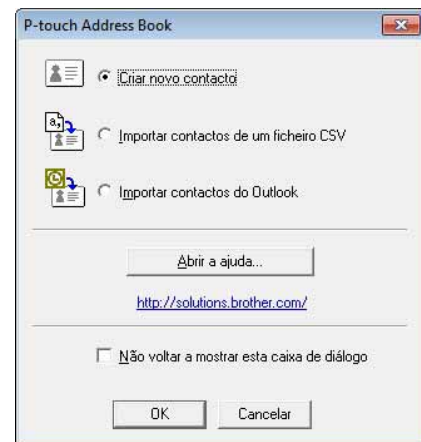 P-touch Address Book
Criar novo contacto
a,
Importar contactos de um ficheiro CSV
Importar contactos do Outlook
Abrir a ajuda...
http://solutions.brother.com/
Não voltar a mostrar esta caixa de diálogo
OK
Cancelar